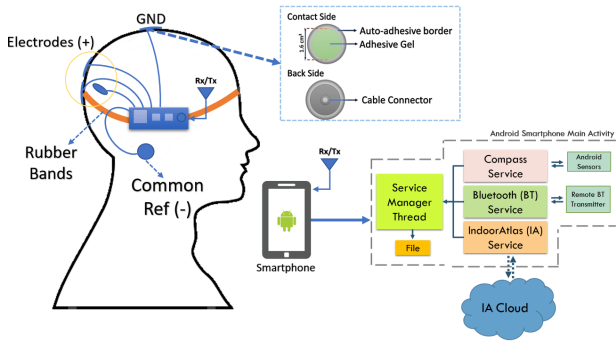 GND
Electrodes (+)
Rx/Tx
Rubber
Bands
Common
Ref (-)
Contact Side
1.6 cm²
Auto-adhesive border
Adhesive Gel
Back Side
Cable Connector
Rx/Tx
Smartphone
Android Smartphone Main Activity
Service
Manager
Thread
File
Compass
Service
Android
Sensors
Bluetooth (BT)
Service
Remote BT
Transmitter
IndoorAtlas (IA)
Service
IA Cloud